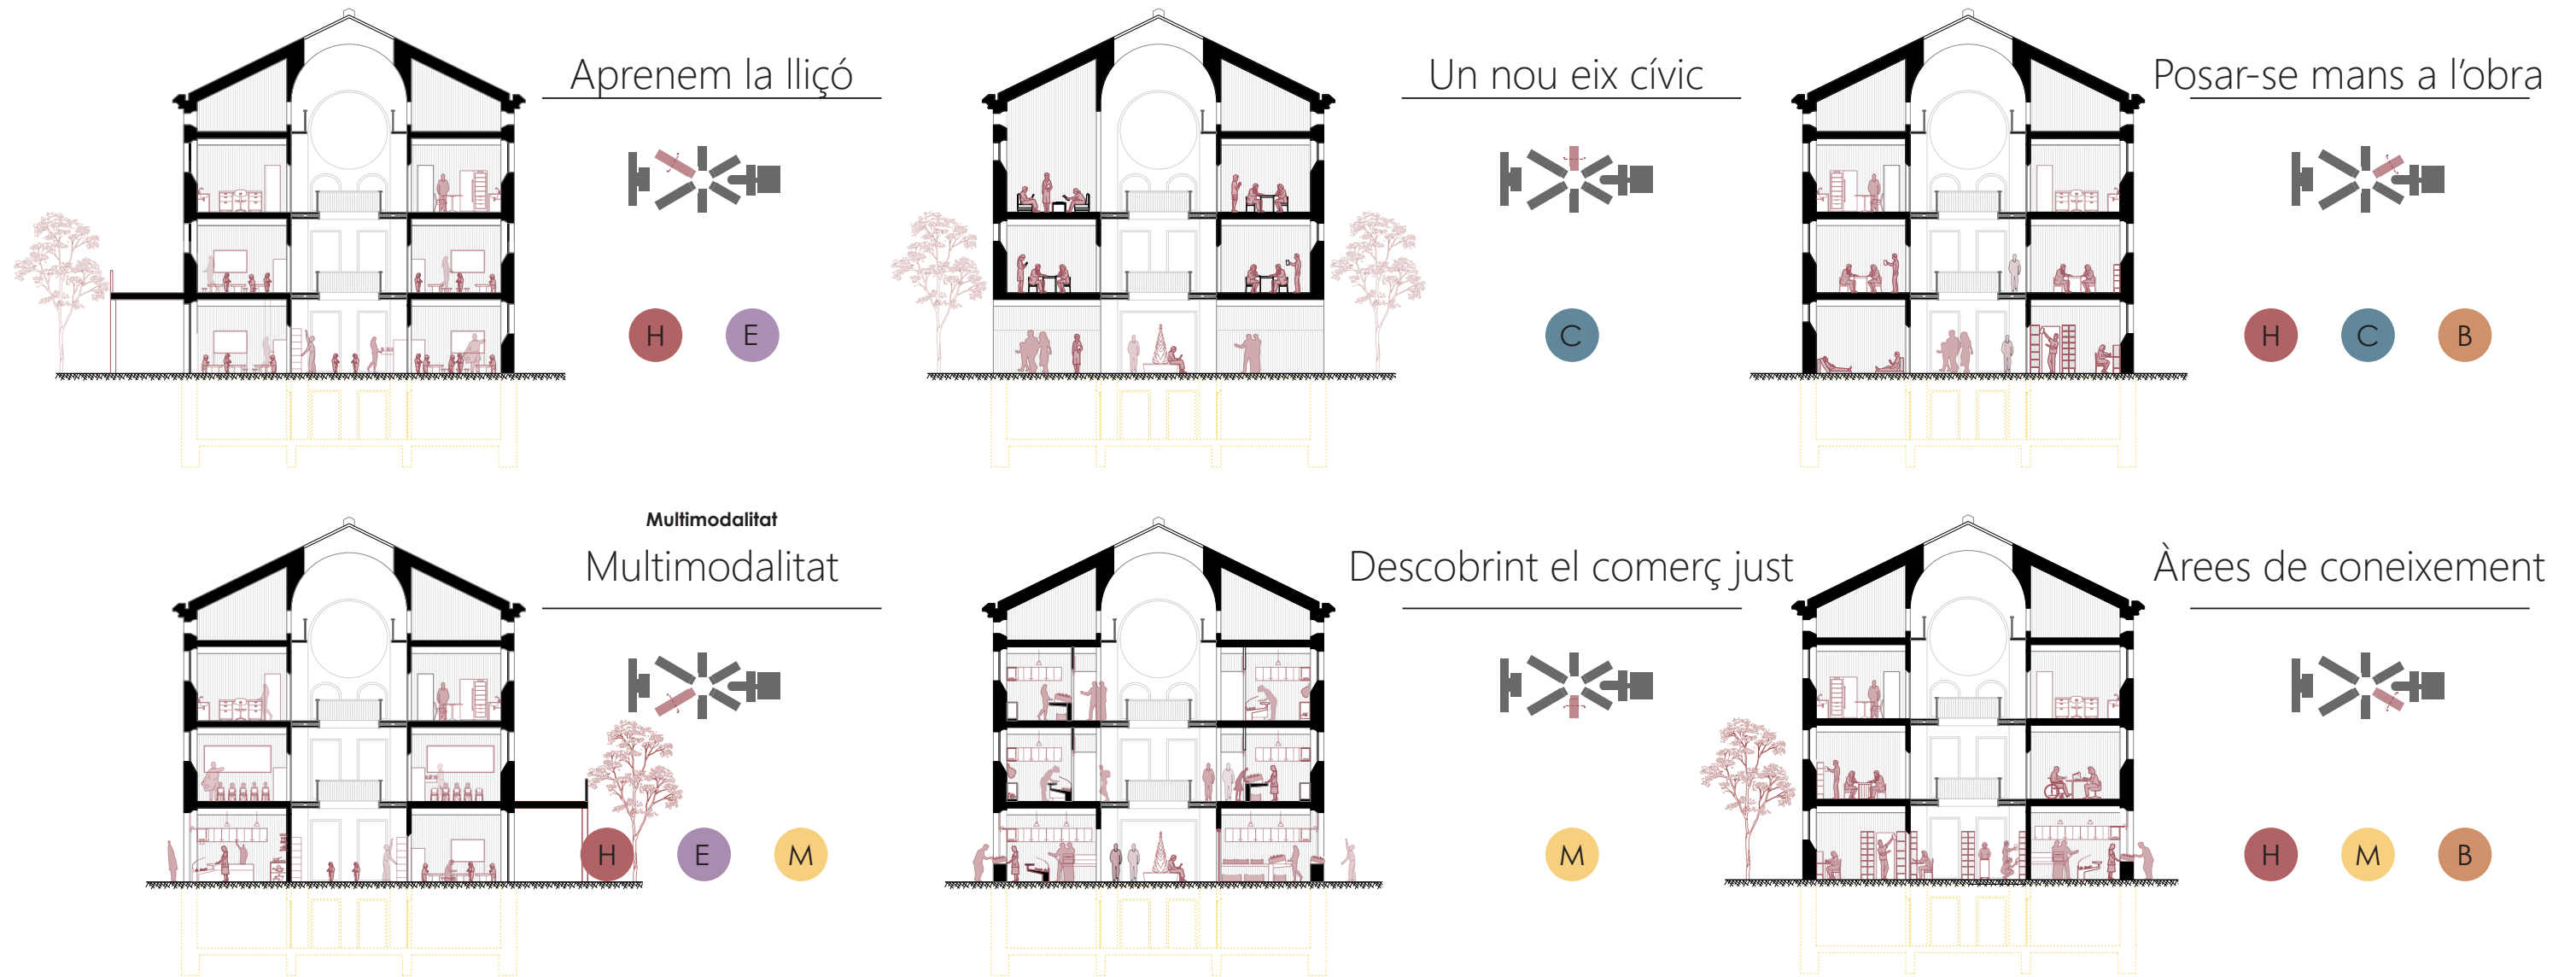 Aprenem la lliçó
H E
Un nou eix cívic
C
Posar-se mans a l'obra
H C B
Multimodalitat
Multimodalitat
H E M
Descobrint el comerç just
M
Àrees de coneixement
H M B